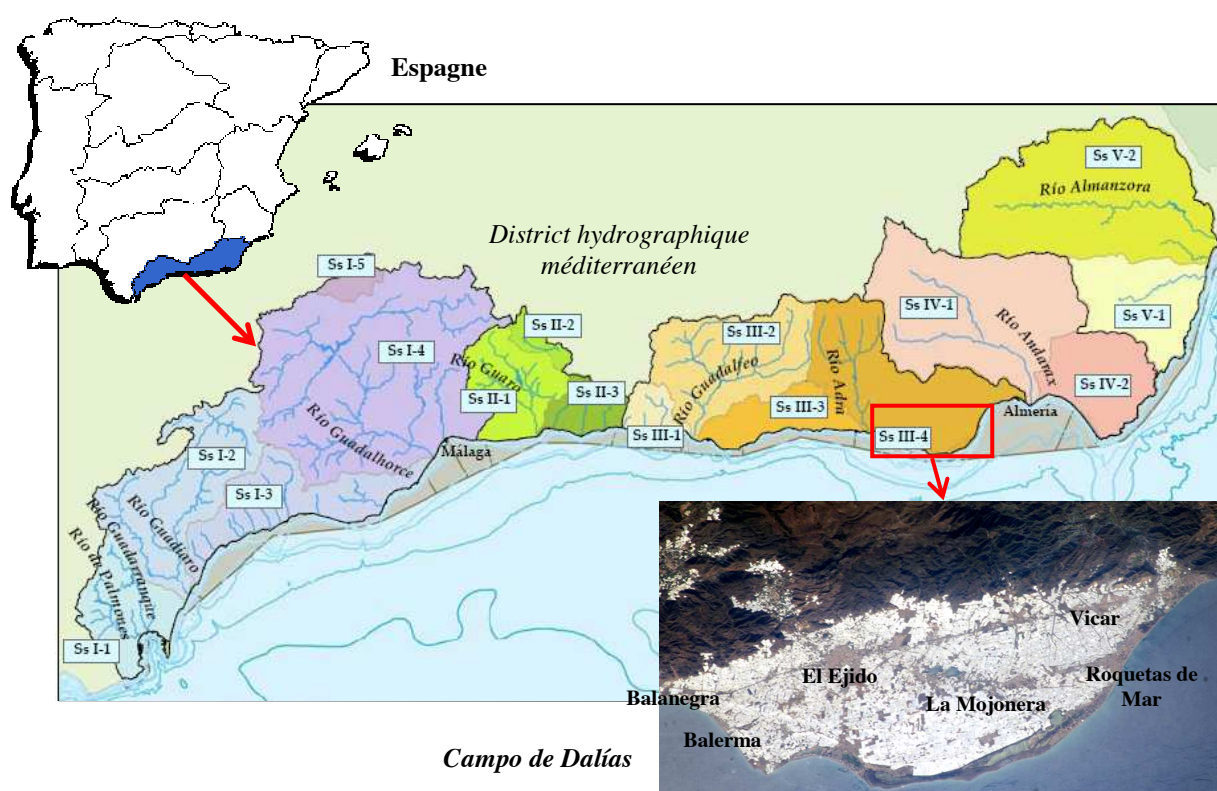 Espagne
District hydrographique
méditerranéen
Ss V-2
Río Almanzora
Ss I-5
Ss IV-1
Ss V-1
Ss II-2
Ss III-2
Río Andarax
Ss I-4
Río Guaro
Río Guadalfeo
Río Adra
Ss IV-2
Ss II-1
Ss II-3
Ss III-3
Almería
Río Guadalhorce
Ss III-1
Ss III-4
Málaga
Ss I-2
Ss I-3
Río Guadiaro
Río Guadarranque
Río de Palmones
Ss I-1
Vicar
El Ejido
Roquetas de
Mar
Balanegra
La Mojonera
Balerma
Campo de Dalías